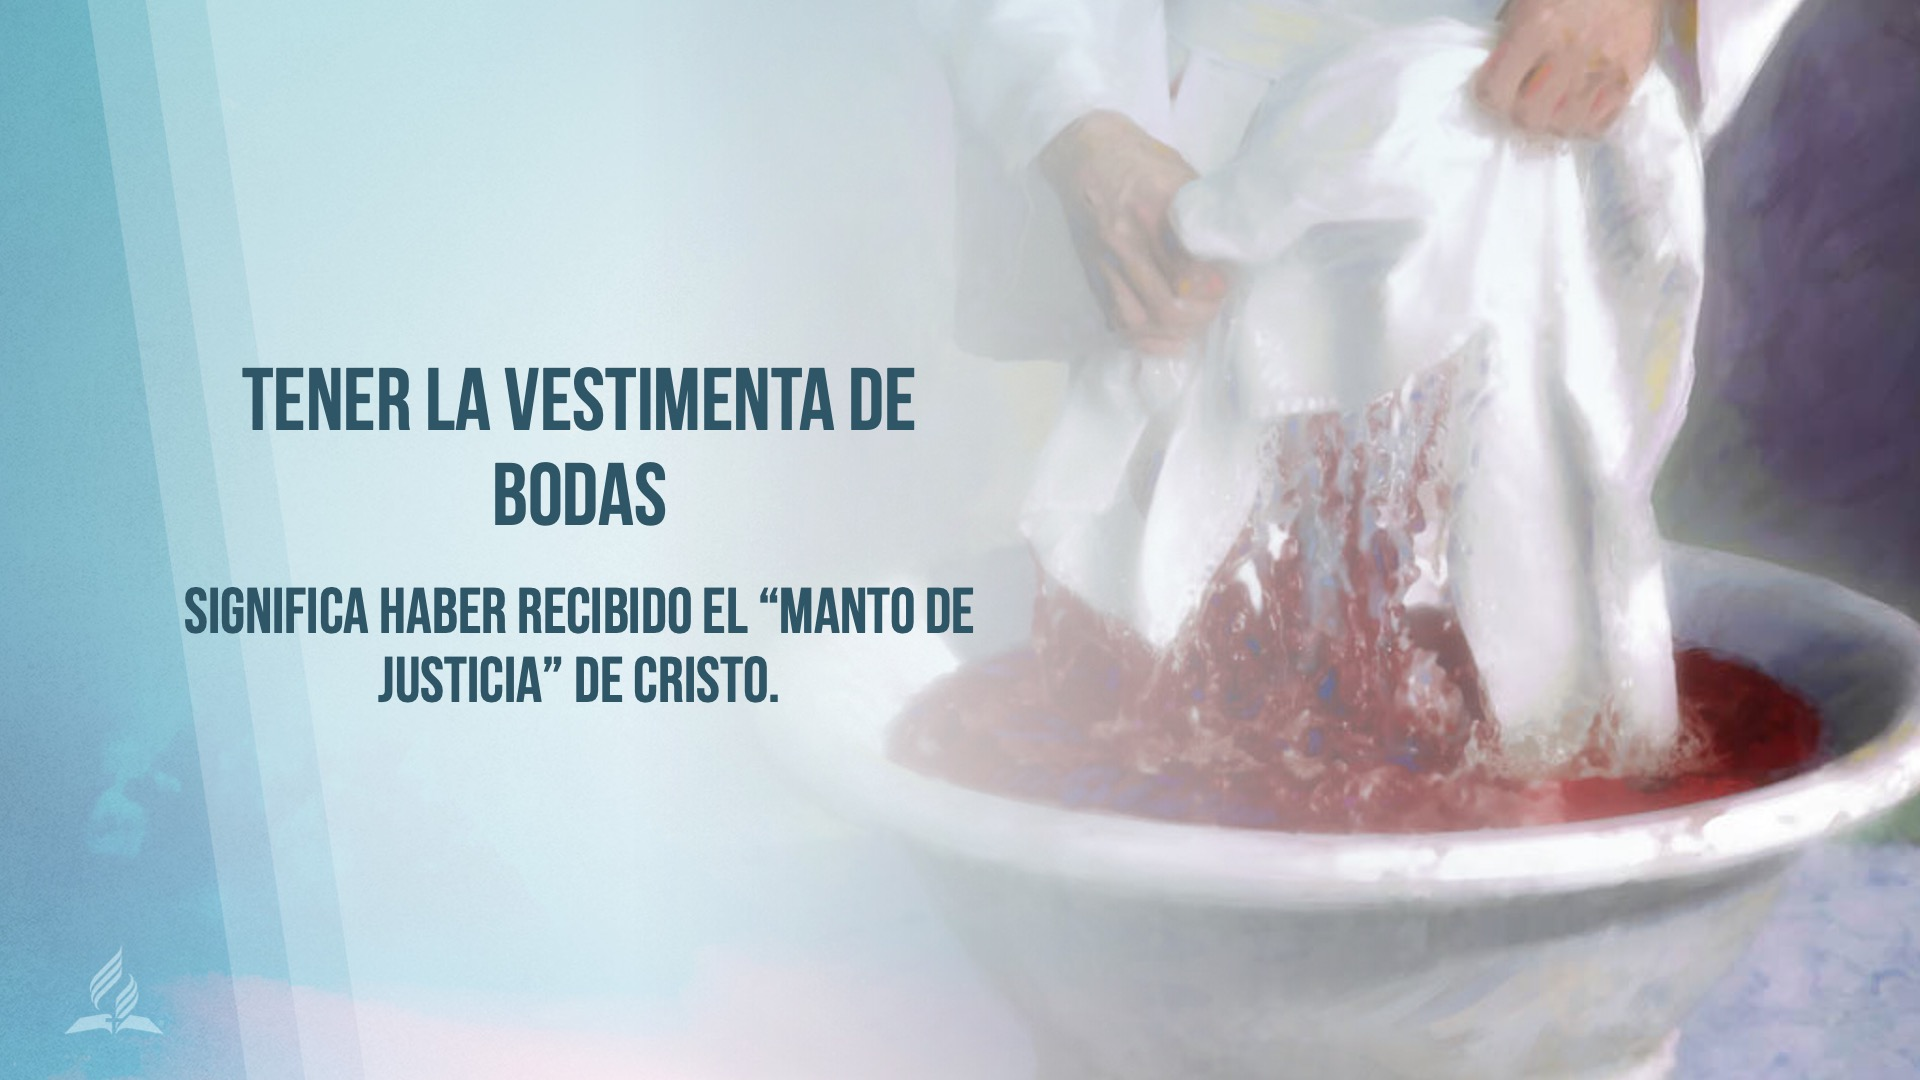 TENER LA VESTIMENTA DE
BODAS
SIGNIFICA HABER RECIBIDO EL “MANTO DE
JUSTICIA” DE CRISTO.